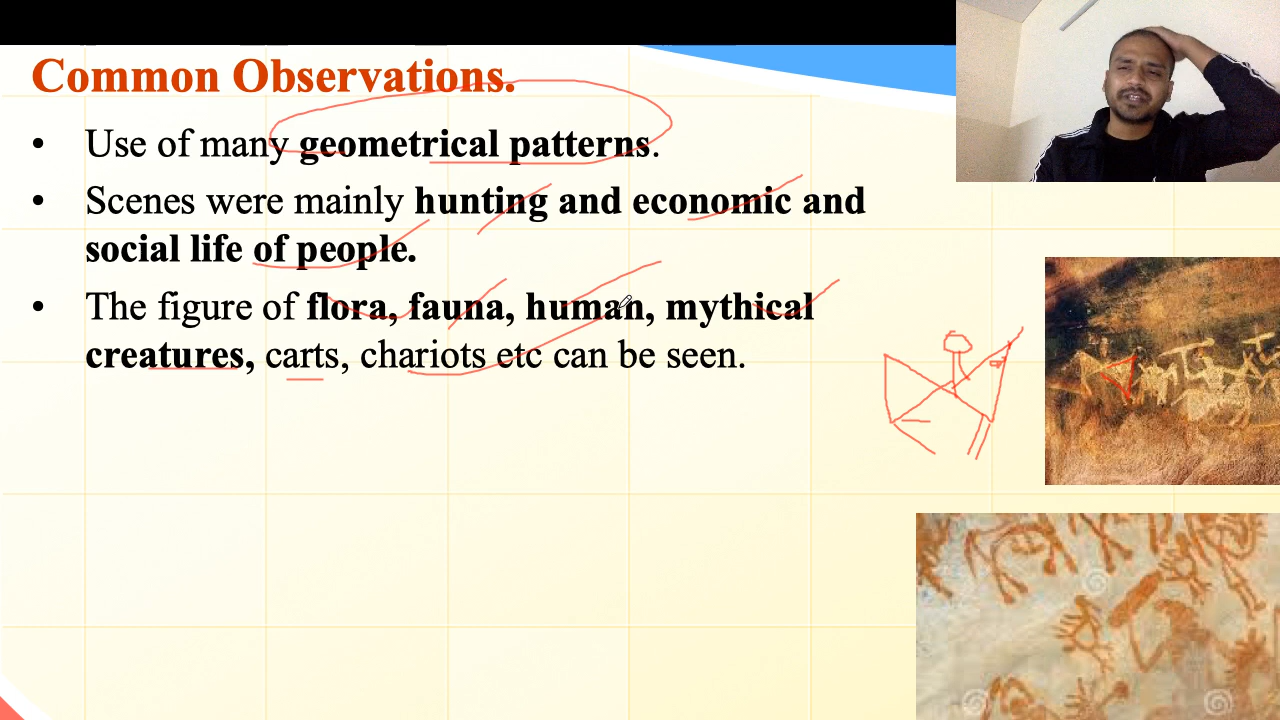 Common Observations.
• Use of many geometrical patterns.
• Scenes were mainly hunting and economic and
social life of people.
• The figure of flora, fauna, human, mythical
creatures, carts, chariots etc can be seen.